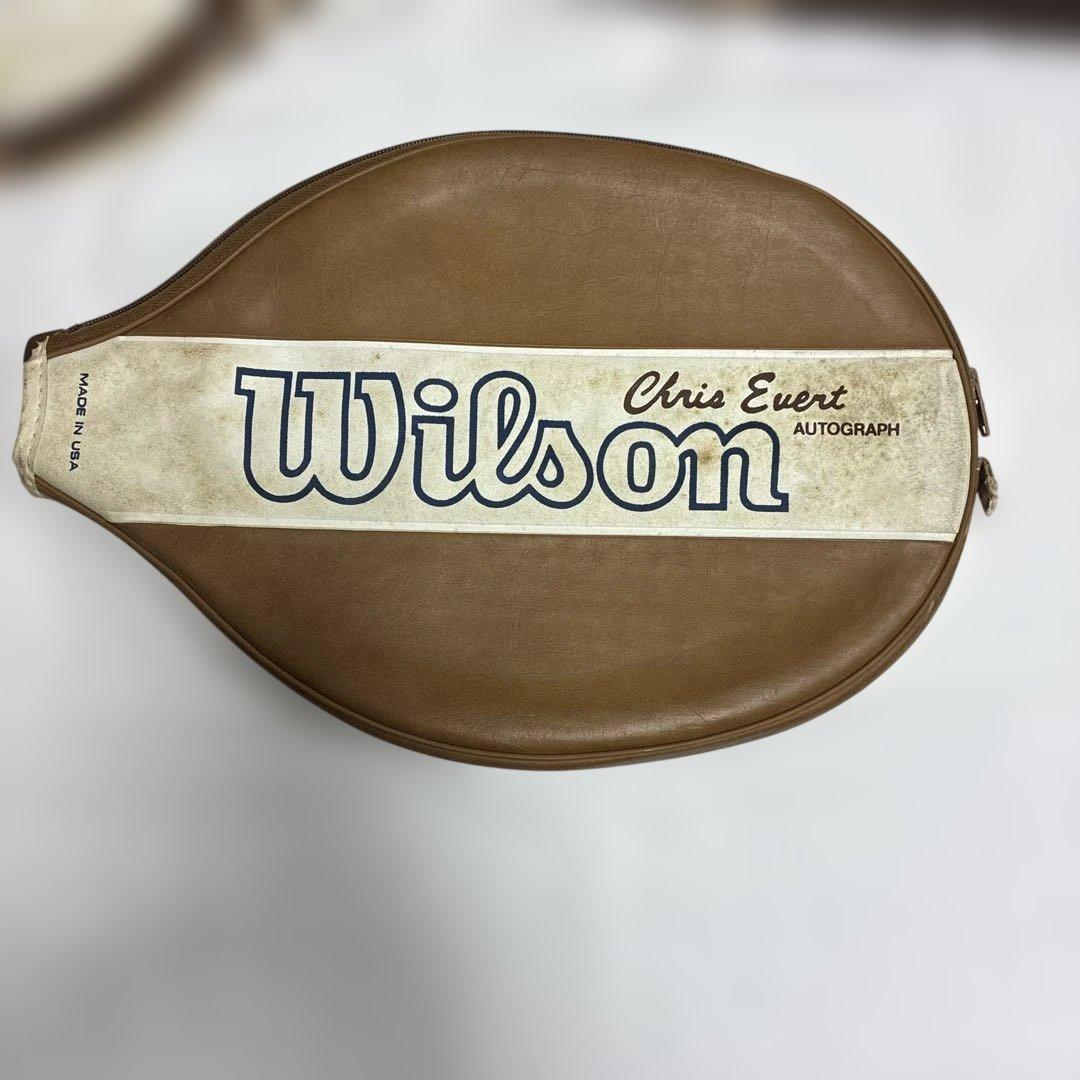 MADE IN USA
Wilson
Chris Evert
AUTOGRAPH